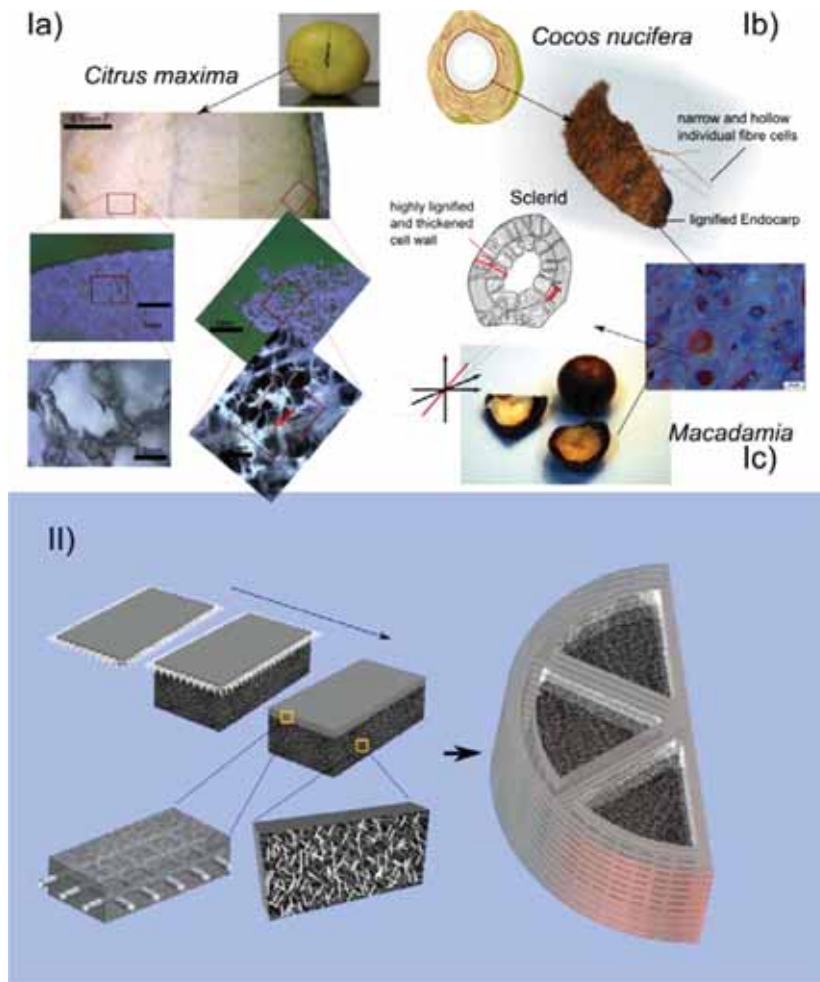 Ia)
Citrus maxima
Cocos nucifera
Ib)
narrow and hollow
individual fibre cells
highly lignified
and thickened
cell wall
Sclerid
lignified Endocarp
Macadamia
Ic)
II)